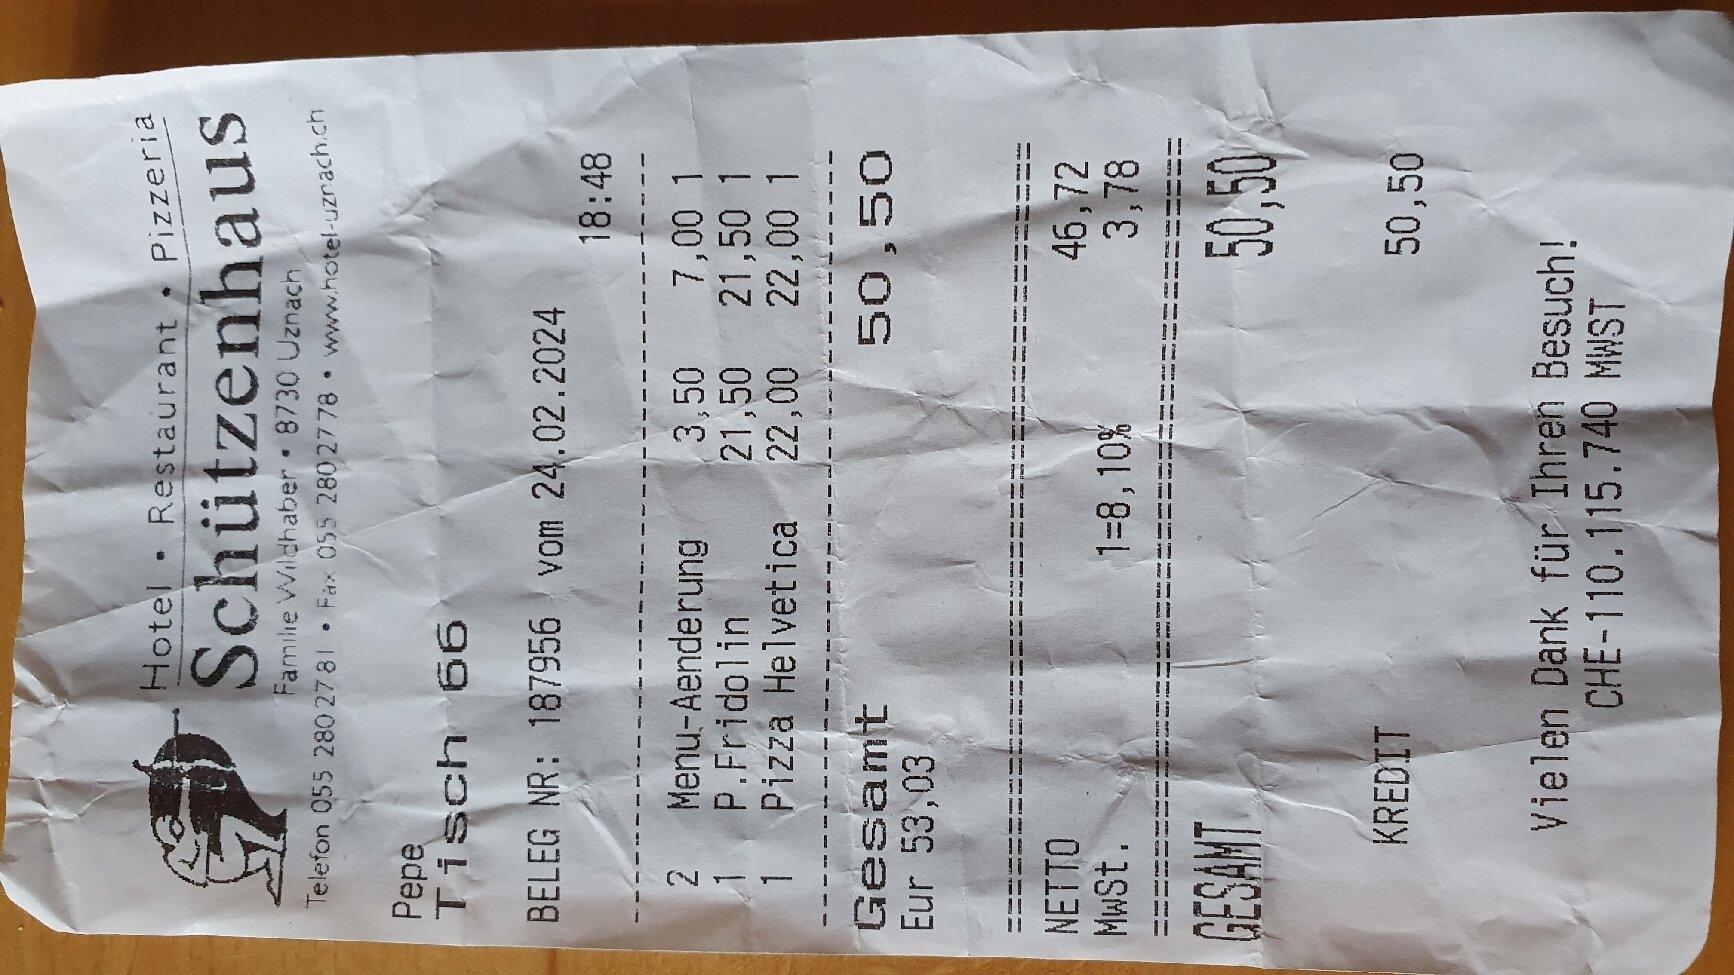 Hotel • Restaurant • Pizzeria
Schützenhaus
Familie Wildhaber • 8730 Uznach
Telefon 055 280 27 81 • Fax 055 280 27 78 • www.hotel-uznach.ch
Pepe
Tisch 66
BELEG NR: 187956 vom 24.02.2024
18:48
2 Menu-Aenderung 3,50 7,00 1
1 P.Fridolin 21,50 21,50 1
1 Pizza Helvetica 22,00 22,00 1
Gesamt 50,50
Eur 53,03
NETTO 46,72
MwSt. 1=8,10% 3,78
GESAMT 50,50
KREDIT 50,50
Vielen Dank für Ihren Besuch!
CHE-110.115.740 MWST